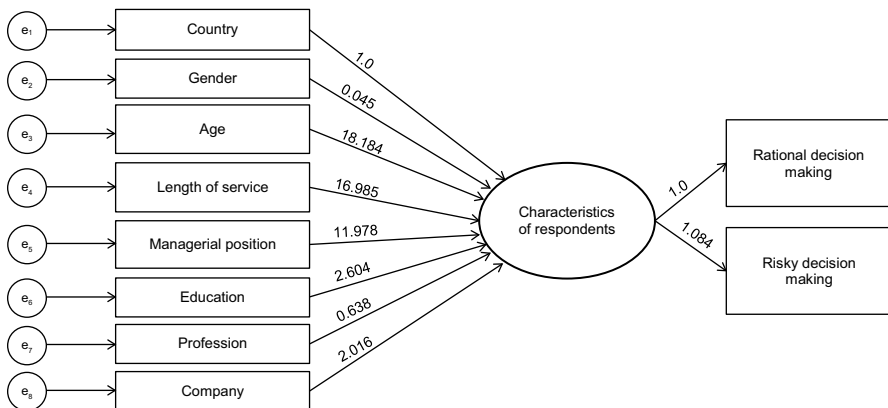 e₁
Country
1.0
e₂
Gender
0.045
e₃
Age
18.184
e₄
Length of service
16.985
e₅
Managerial position
11.978
e₆
Education
2.604
e₇
Profession
0.638
e₈
Company
2.016
Characteristics
of respondents
1.0
Rational decision
making
1.084
Risky decision
making